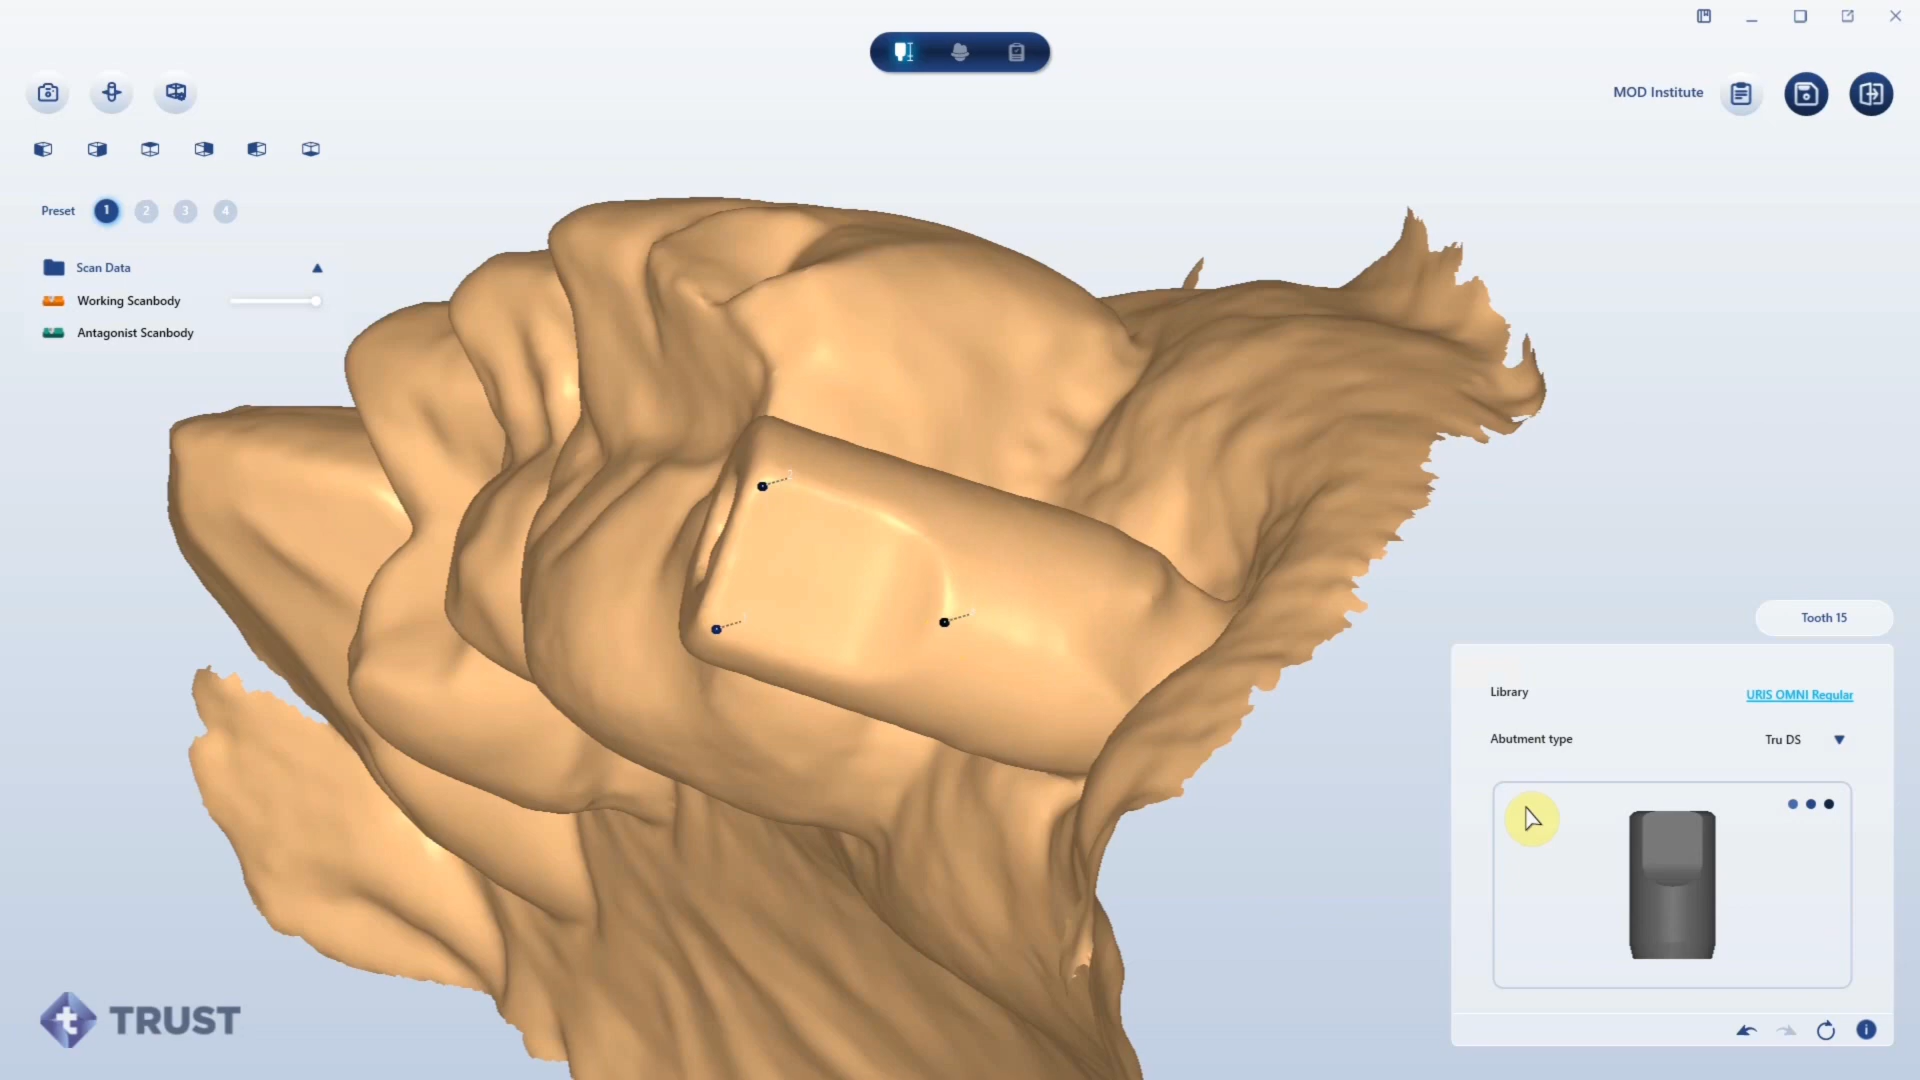 MOD Institute
Preset 1 2 3 4
Scan Data
Working Scanbody
Antagonist Scanbody
2
Tooth 15
Library URIS OMNI Regular
Abutment type Tru DS
TRUST